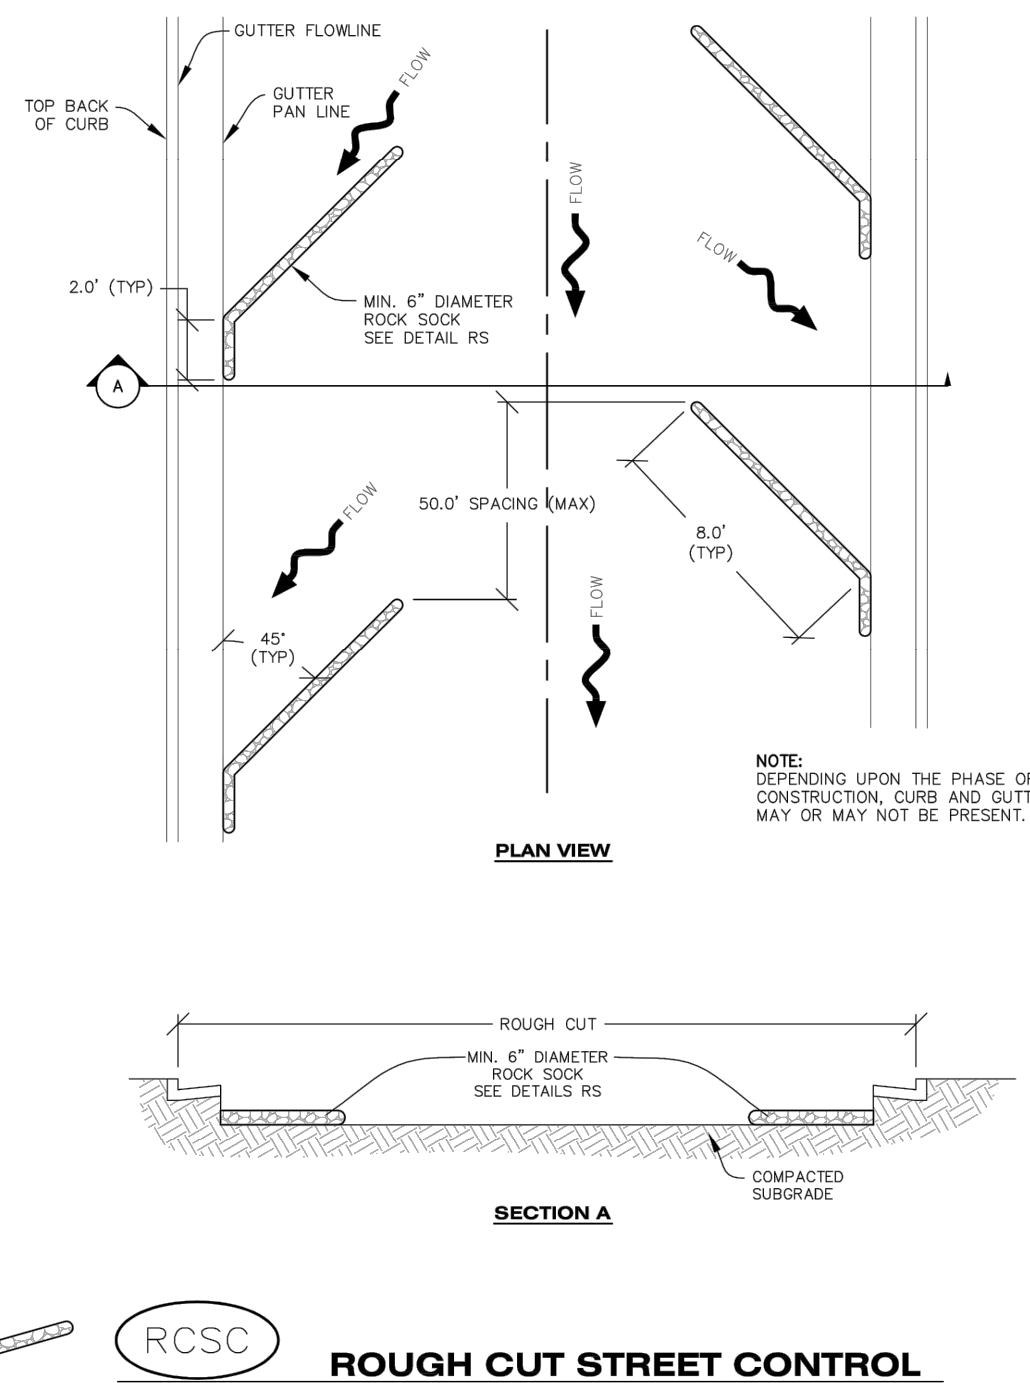 GUTTER FLOWLINE
TOP BACK
OF CURB
GUTTER
PAN LINE
FLOW
FLOW
FLOW
2.0' (TYP)
MIN. 6" DIAMETER
ROCK SOCK
SEE DETAIL RS
A
50.0' SPACING (MAX)
FLOW
8.0'
(TYP)
FLOW
45°
(TYP)
NOTE:
DEPENDING UPON THE PHASE OF
CONSTRUCTION, CURB AND GUTT
MAY OR MAY NOT BE PRESENT.
PLAN VIEW
ROUGH CUT
MIN. 6" DIAMETER
ROCK SOCK
SEE DETAILS RS
COMPACTED
SUBGRADE
SECTION A
RCSC
ROUGH CUT STREET CONTROL